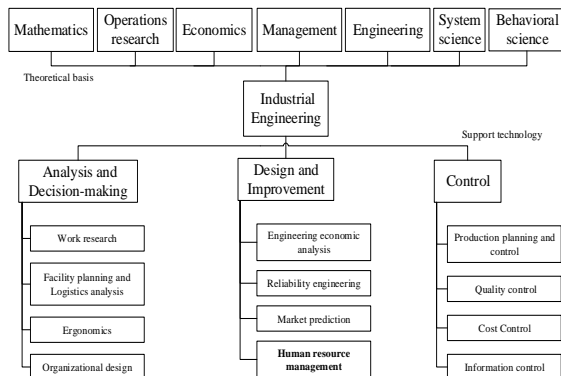 Mathematics
Operations
research
Economics
Management
Engineering
System
science
Behavioral
science
Theoretical basis
Industrial
Engineering
Support technology
Analysis and
Decision-making
Design and
Improvement
Control
Work research
Facility planning and
Logistics analysis
Ergonomics
Organizational design
Engineering economic
analysis
Reliability engineering
Market prediction
Human resource
management
Production planning and
control
Quality control
Cost Control
Information control